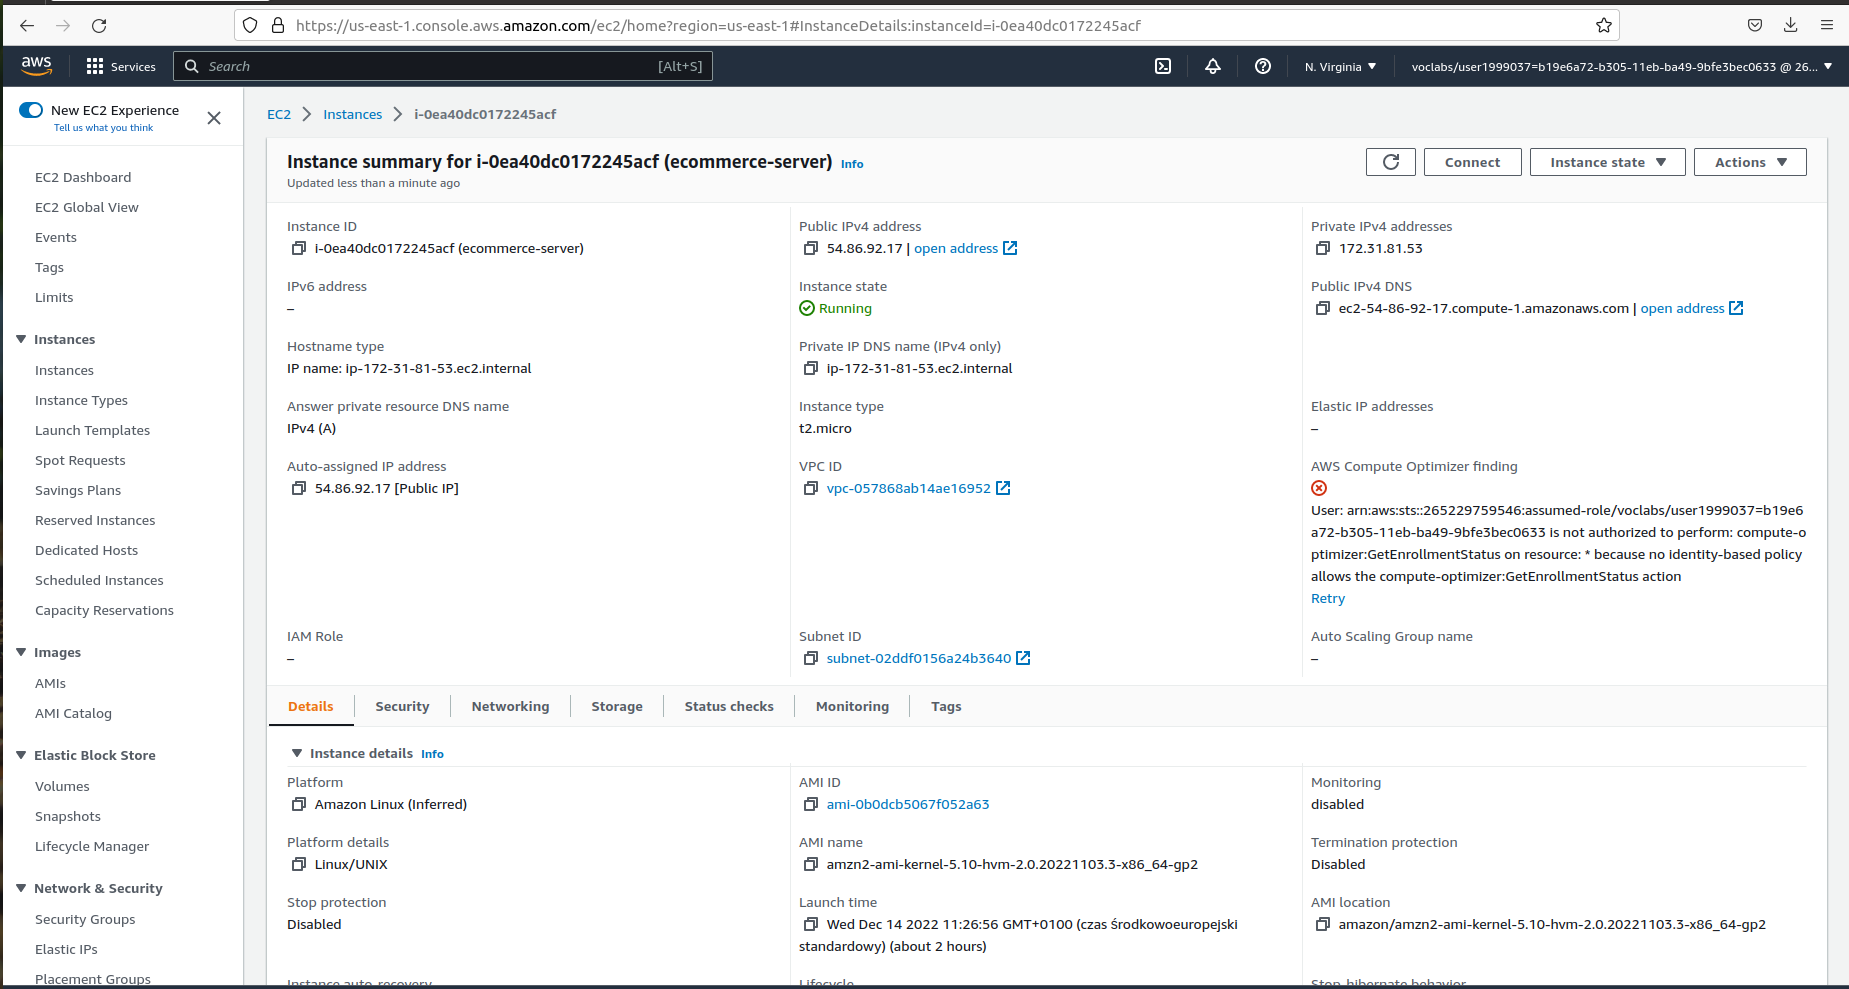 https://us-east-1.console.aws.amazon.com/ec2/home?region=us-east-1#InstanceDetails:instanceId=i-0ea40dc0172245acf
aws
Services
Search
[Alt+S]
N. Virginia
voclabs/user1999037=b19e6a72-b305-11eb-ba49-9bfe3bec0633 @ 26...
New EC2 Experience
Tell us what you think
EC2 Dashboard
EC2 Global View
Events
Tags
Limits
Instances
Instances
Instance Types
Launch Templates
Spot Requests
Savings Plans
Reserved Instances
Dedicated Hosts
Scheduled Instances
Capacity Reservations
Images
AMIs
AMI Catalog
Elastic Block Store
Volumes
Snapshots
Lifecycle Manager
Network & Security
Security Groups
Elastic IPs
Placement Groups
EC2 > Instances > i-0ea40dc0172245acf
Instance summary for i-0ea40dc0172245acf (ecommerce-server) Info
Updated less than a minute ago
Connect
Instance state
Actions
Instance ID
i-0ea40dc0172245acf (ecommerce-server)
Public IPv4 address
54.86.92.17 | open address
Private IPv4 addresses
172.31.81.53
IPv6 address
–
Instance state
Running
Public IPv4 DNS
ec2-54-86-92-17.compute-1.amazonaws.com | open address
Hostname type
IP name: ip-172-31-81-53.ec2.internal
Private IP DNS name (IPv4 only)
ip-172-31-81-53.ec2.internal
Answer private resource DNS name
IPv4 (A)
Instance type
t2.micro
Elastic IP addresses
–
Auto-assigned IP address
54.86.92.17 [Public IP]
VPC ID
vpc-057868ab14ae16952
AWS Compute Optimizer finding
User: arn:aws:sts::265229759546:assumed-role/voclabs/user1999037=b19e6
a72-b305-11eb-ba49-9bfe3bec0633 is not authorized to perform: compute-o
ptimizer:GetEnrollmentStatus on resource: * because no identity-based policy
allows the compute-optimizer:GetEnrollmentStatus action
Retry
IAM Role
–
Subnet ID
subnet-02ddf0156a24b3640
Auto Scaling Group name
–
Details
Security
Networking
Storage
Status checks
Monitoring
Tags
Instance details Info
Platform
Amazon Linux (Inferred)
AMI ID
ami-0b0dcb5067f052a63
Monitoring
disabled
Platform details
Linux/UNIX
AMI name
amzn2-ami-kernel-5.10-hvm-2.0.20221103.3-x86_64-gp2
Termination protection
Disabled
Stop protection
Disabled
Launch time
Wed Dec 14 2022 11:26:56 GMT+0100 (czas środkowoeuropejski
standardowy) (about 2 hours)
AMI location
amazon/amzn2-ami-kernel-5.10-hvm-2.0.20221103.3-x86_64-gp2
Instance auto-recovery
Lifecycle
Stop-hibernate behavior